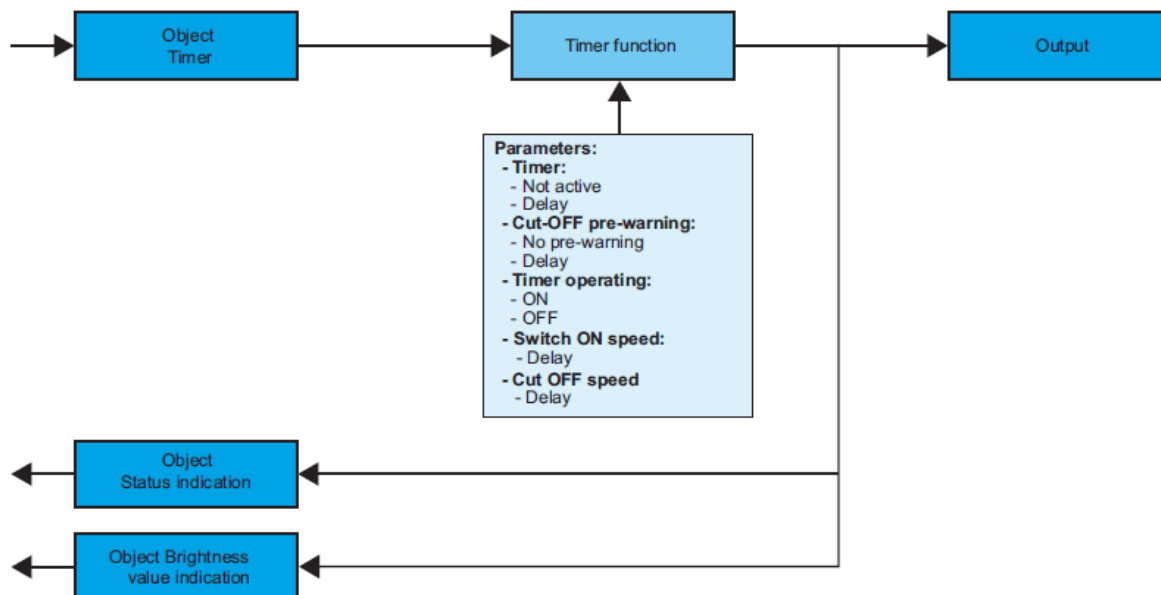 Object
Timer
Timer function
Output
Parameters:
- Timer:
- Not active
- Delay
- Cut-OFF pre-warning:
- No pre-warning
- Delay
- Timer operating:
- ON
- OFF
- Switch ON speed:
- Delay
- Cut OFF speed
- Delay
Object
Status indication
Object Brightness
value indication